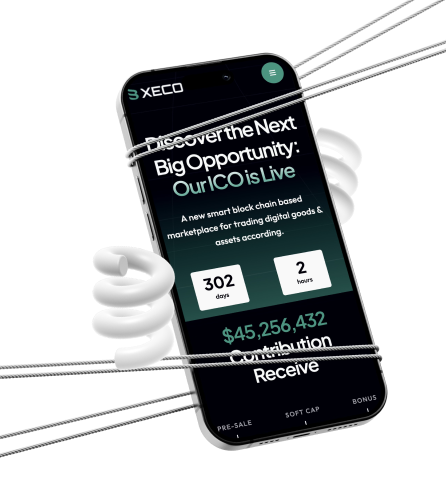 XECO
Discover the Next
Big Opportunity:
Our ICO is Live
A new smart block chain based
marketplace for trading digital goods &
assets according.
302
days
2
hours
$45,256,432
Contribution
Receive
PRE-SALE
SOFT CAP
BONUS